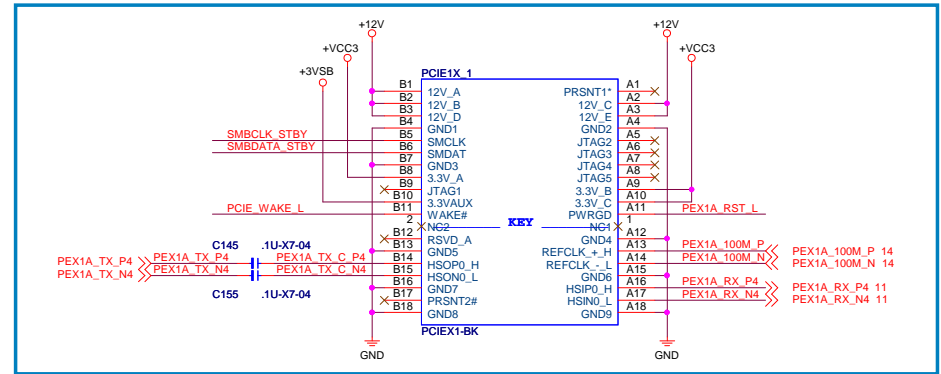 +12V +12V
+VCC3 +VCC3
+3VSB
PCIE1X_1
B1 12V_A PRSNT1* A1
B2 12V_B 12V_C A2
B3 12V_D 12V_E A3
B4 GND1 GND2 A4
SMBCLK_STBY B5 SMCLK JTAG2 A5
SMBDATA_STBY B6 SMDAT JTAG3 A6
B7 GND3 JTAG4 A7
B8 3.3V_A JTAG5 A8
B9 JTAG1 3.3V_B A9
B10 3.3VAUX 3.3V_C A10
PCIE_WAKE_L B11 WAKE# PWRGD A11 PEX1A_RST_L
2 NC2 KEY NC1 1
B12 RSVD_A GND4 A12
C145 .1U-X7-04 B13 GND5 REFCLK_+_H A13 PEX1A_100M_P PEX1A_100M_P 14
PEX1A_TX_P4 PEX1A_TX_P4 PEX1A_TX_C_P4 B14 HSOP0_H REFCLK_-_L A14 PEX1A_100M_N PEX1A_100M_N 14
PEX1A_TX_N4 PEX1A_TX_N4 PEX1A_TX_C_N4 B15 HSON0_L GND6 A15
B16 GND7 HSIP0_H A16 PEX1A_RX_P4 PEX1A_RX_P4 11
C155 .1U-X7-04 B17 PRSNT2# HSIN0_L A17 PEX1A_RX_N4 PEX1A_RX_N4 11
B18 GND8 GND9 A18
PCIEX1-BK
GND GND